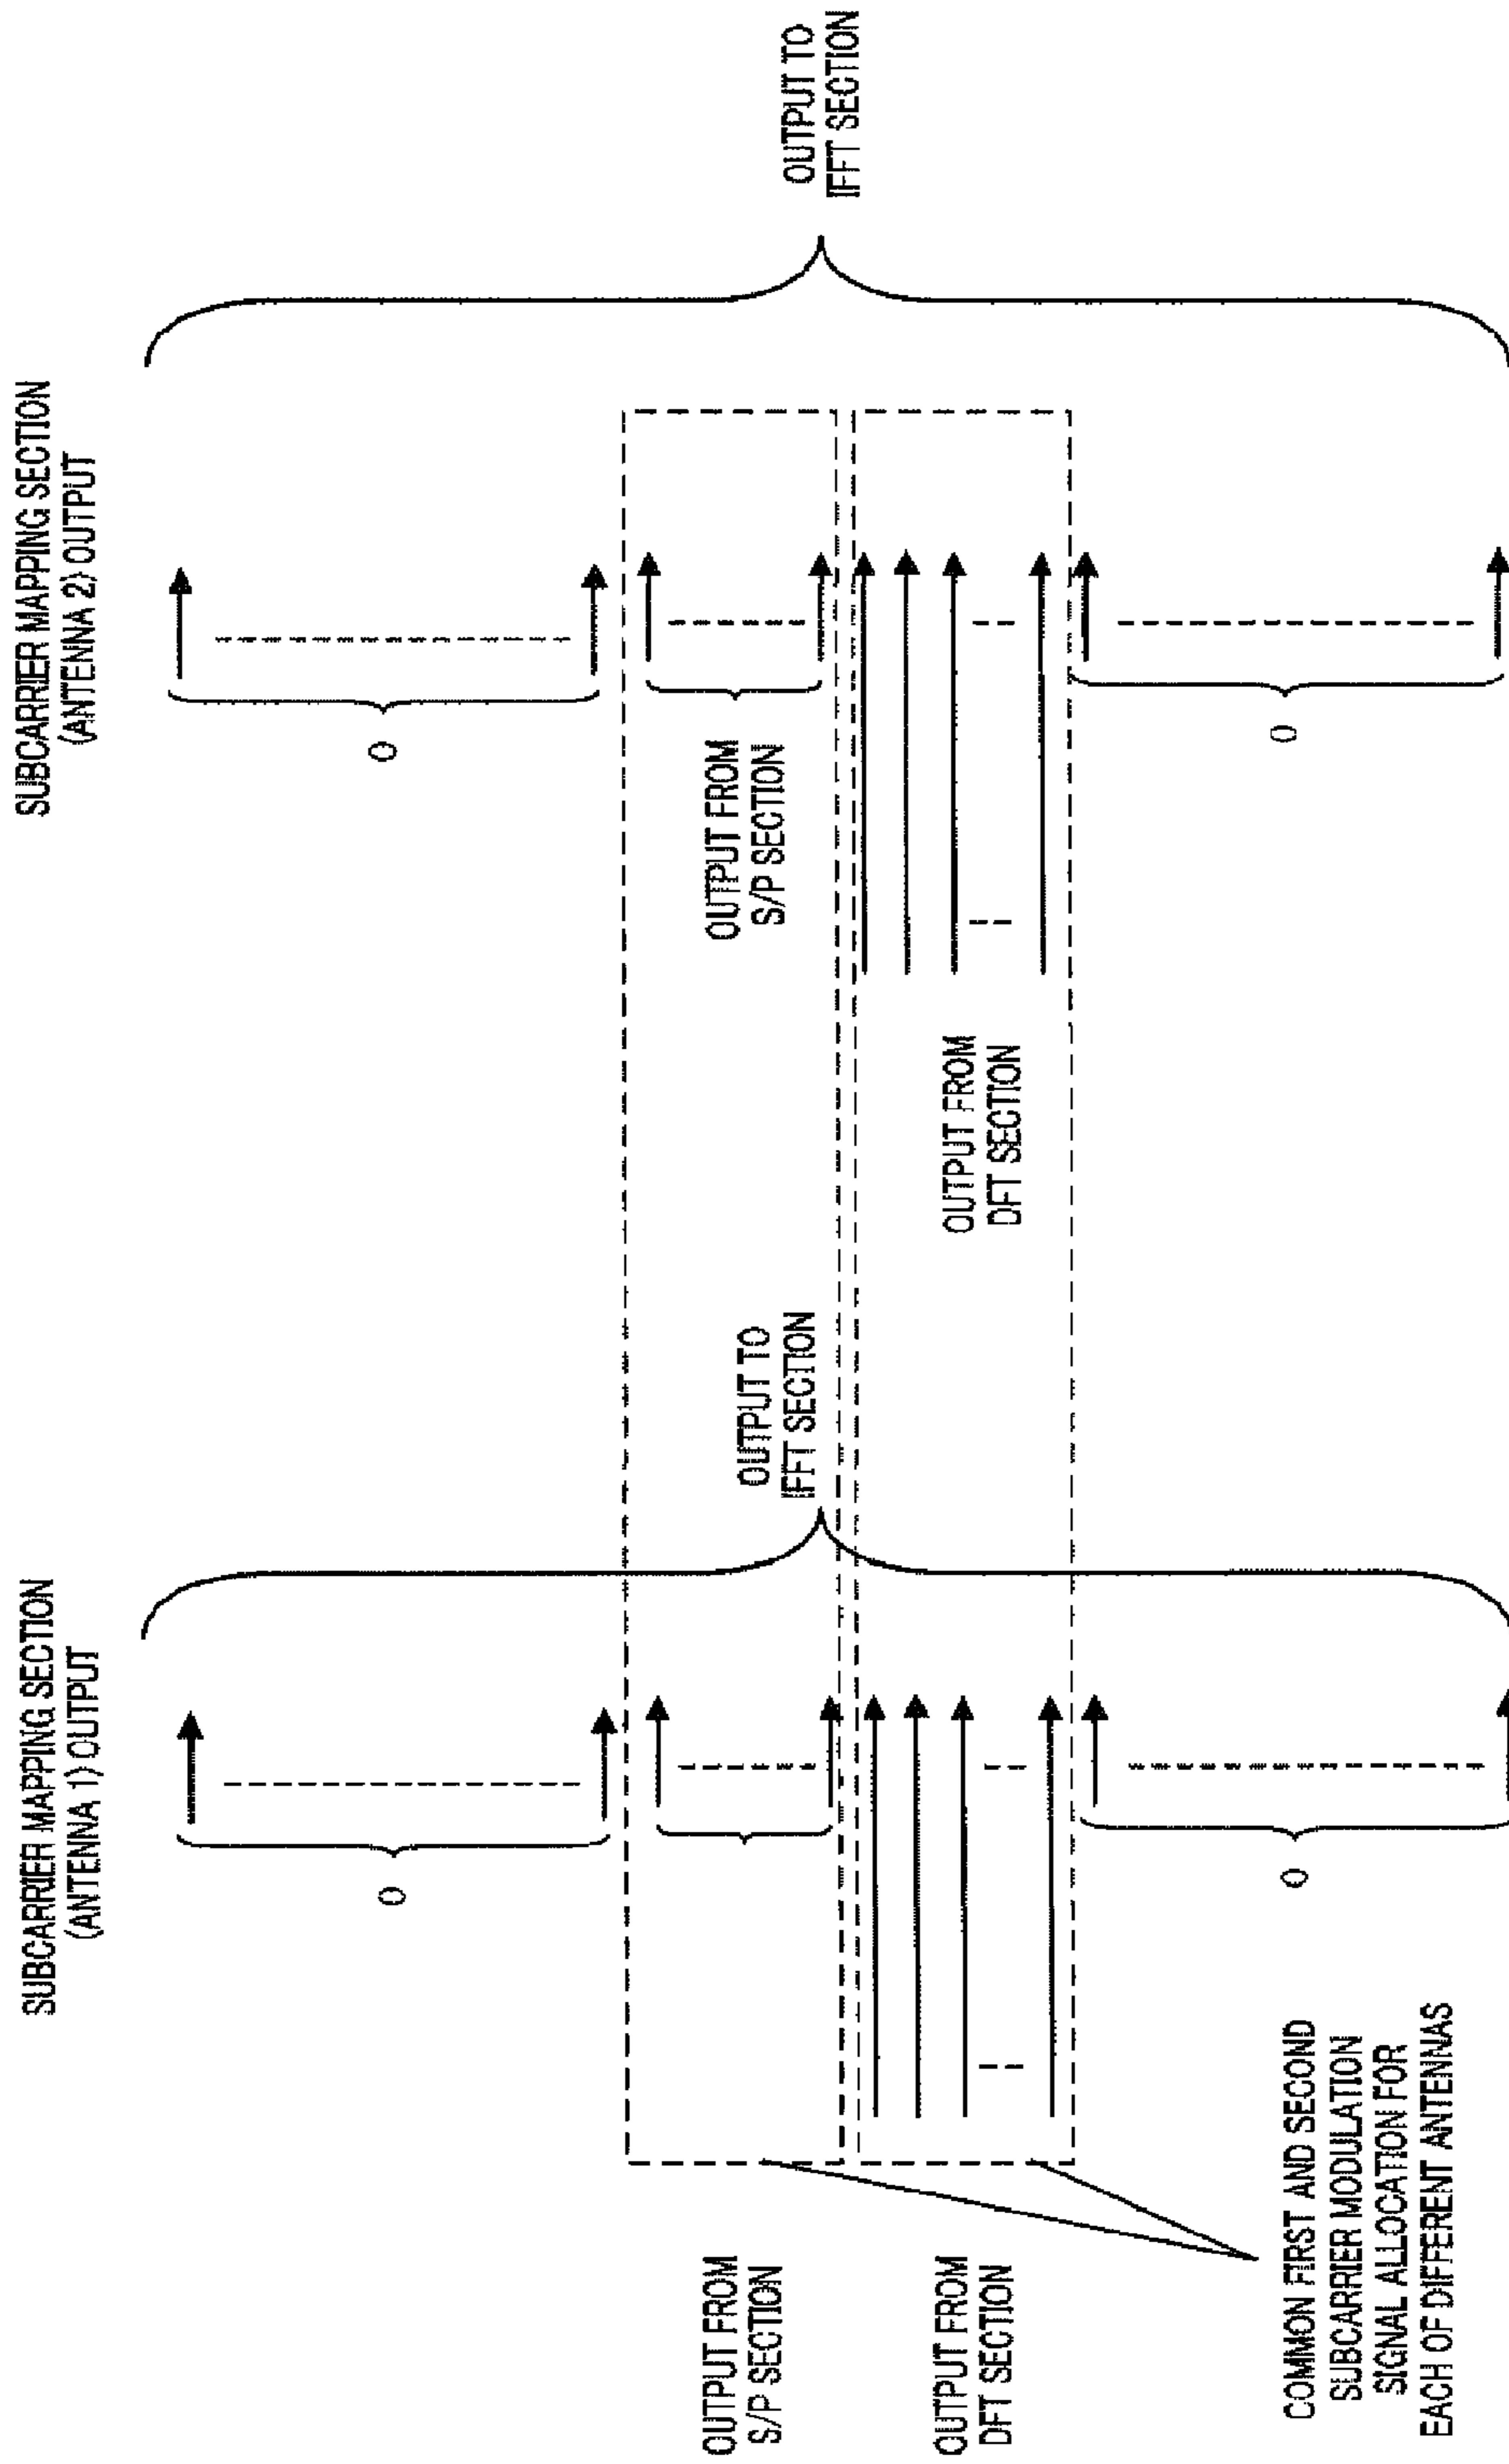 SUBCARRIER MAPPING SECTION
(ANTENNA 1) OUTPUT
0
OUTPUT FROM
S/P SECTION
OUTPUT TO
IFFT SECTION
OUTPUT FROM
DFT SECTION
0
COMMON FIRST AND SECOND
SUBCARRIER MODULATION
SIGNAL ALLOCATION FOR
EACH OF DIFFERENT ANTENNAS
SUBCARRIER MAPPING SECTION
(ANTENNA 2) OUTPUT
0
OUTPUT FROM
S/P SECTION
OUTPUT TO
IFFT SECTION
OUTPUT FROM
DFT SECTION
0